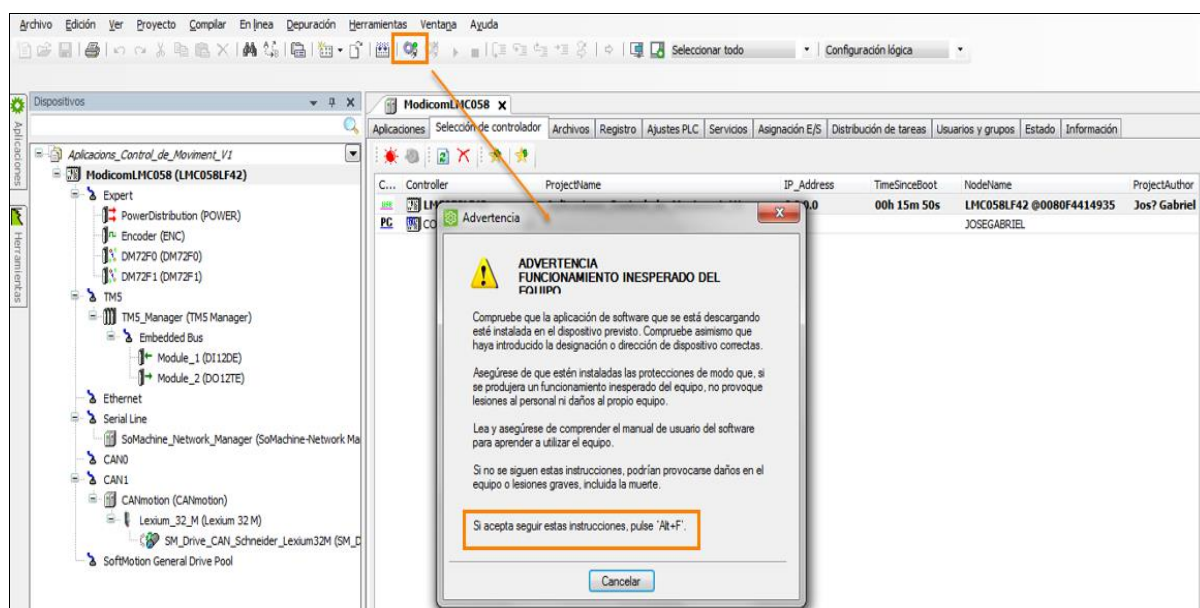 Archivo Edición Ver Proyecto Compilar En línea Depuración Herramientas Ventana Ayuda
Seleccionar todo Configuración lógica
Dispositivos
ModicomLMC058 X
Aplicaciones Selección de controlador Archivos Registro Ajustes PLC Servicios Asignación E/S Distribución de tareas Usuarios y grupos Estado Información
Aplicaciones
Herramientas
Aplicacions_Control_de_Moviment_V1
ModicomLMC058 (LMC058LF42)
Expert
PowerDistribution (POWER)
Encoder (ENC)
DM72F0 (DM72F0)
DM72F1 (DM72F1)
TM5
TM5_Manager (TM5 Manager)
Embedded Bus
Module_1 (DI12DE)
Module_2 (DO12TE)
Ethernet
Serial Line
SoMachine_Network_Manager (SoMachine-Network Ma
CAN0
CAN1
CANmotion (CANmotion)
Lexium_32_M (Lexium 32 M)
SM_Drive_CAN_Schneider_Lexium32M (SM_D
SoftMotion General Drive Pool
C... Controller ProjectName IP_Address TimeSinceBoot NodeName ProjectAuthor
00h 15m 50s LMC058LF42 @0080F4414935 Jos? Gabriel
PC CO JOSEGABRIEL
Advertencia
ADVERTENCIA
FUNCIONAMIENTO INESPERADO DEL
EQUIPO
Compruebe que la aplicación de software que se está descargando
esté instalada en el dispositivo previsto. Compruebe asimismo que
haya introducido la designación o dirección de dispositivo correctas.
Asegúrese de que estén instaladas las protecciones de modo que, si
se produjera un funcionamiento inesperado del equipo, no provoque
lesiones al personal ni daños al propio equipo.
Lea y asegúrese de comprender el manual de usuario del software
para aprender a utilizar el equipo.
Si no se siguen estas instrucciones, podrían provocarse daños en el
equipo o lesiones graves, incluida la muerte.
Si acepta seguir estas instrucciones, pulse 'Alt+F'.
Cancelar